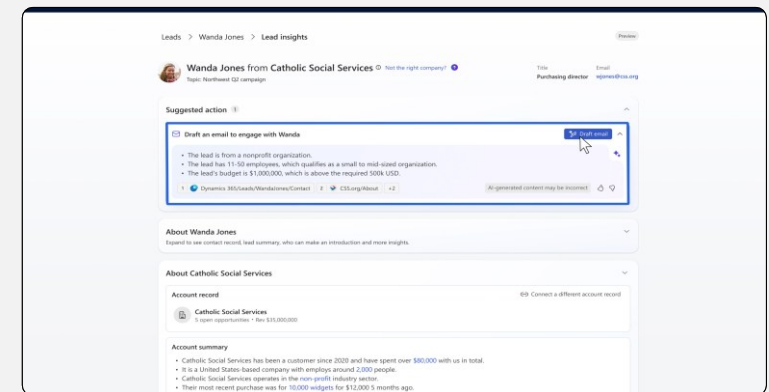 Leads > Wanda Jones > Lead insights
Preview
Wanda Jones from Catholic Social Services Not the right company?
Topic: Northwest Q2 campaign
Title
Purchasing director
Email
wjones@css.org
Suggested action 1
Draft an email to engage with Wanda
Draft email
• The lead is from a nonprofit organization.
• The lead has 11-50 employees, which qualifies as a small to mid-sized organization.
• The lead's budget is $1,000,000, which is above the required 500k USD.
1 Dynamics 365/Leads/WandaJones/Contact 2 CSS.org/About +2
AI-generated content may be incorrect
About Wanda Jones
Expand to see contact record, lead summary, who can make an introduction and more insights.
About Catholic Social Services
Account record
Connect a different account record
Catholic Social Services
5 open opportunities • Rev $35,000,000
Account summary
• Catholic Social Services has been a customer since 2020 and have spent over $80,000 with us in total.
• It is a United States-based company with employs around 2,000 people.
• Catholic Social Services operates in the non-profit industry sector.
• Their most recent purchase was for 10,000 widgets for $12,000 5 months ago.